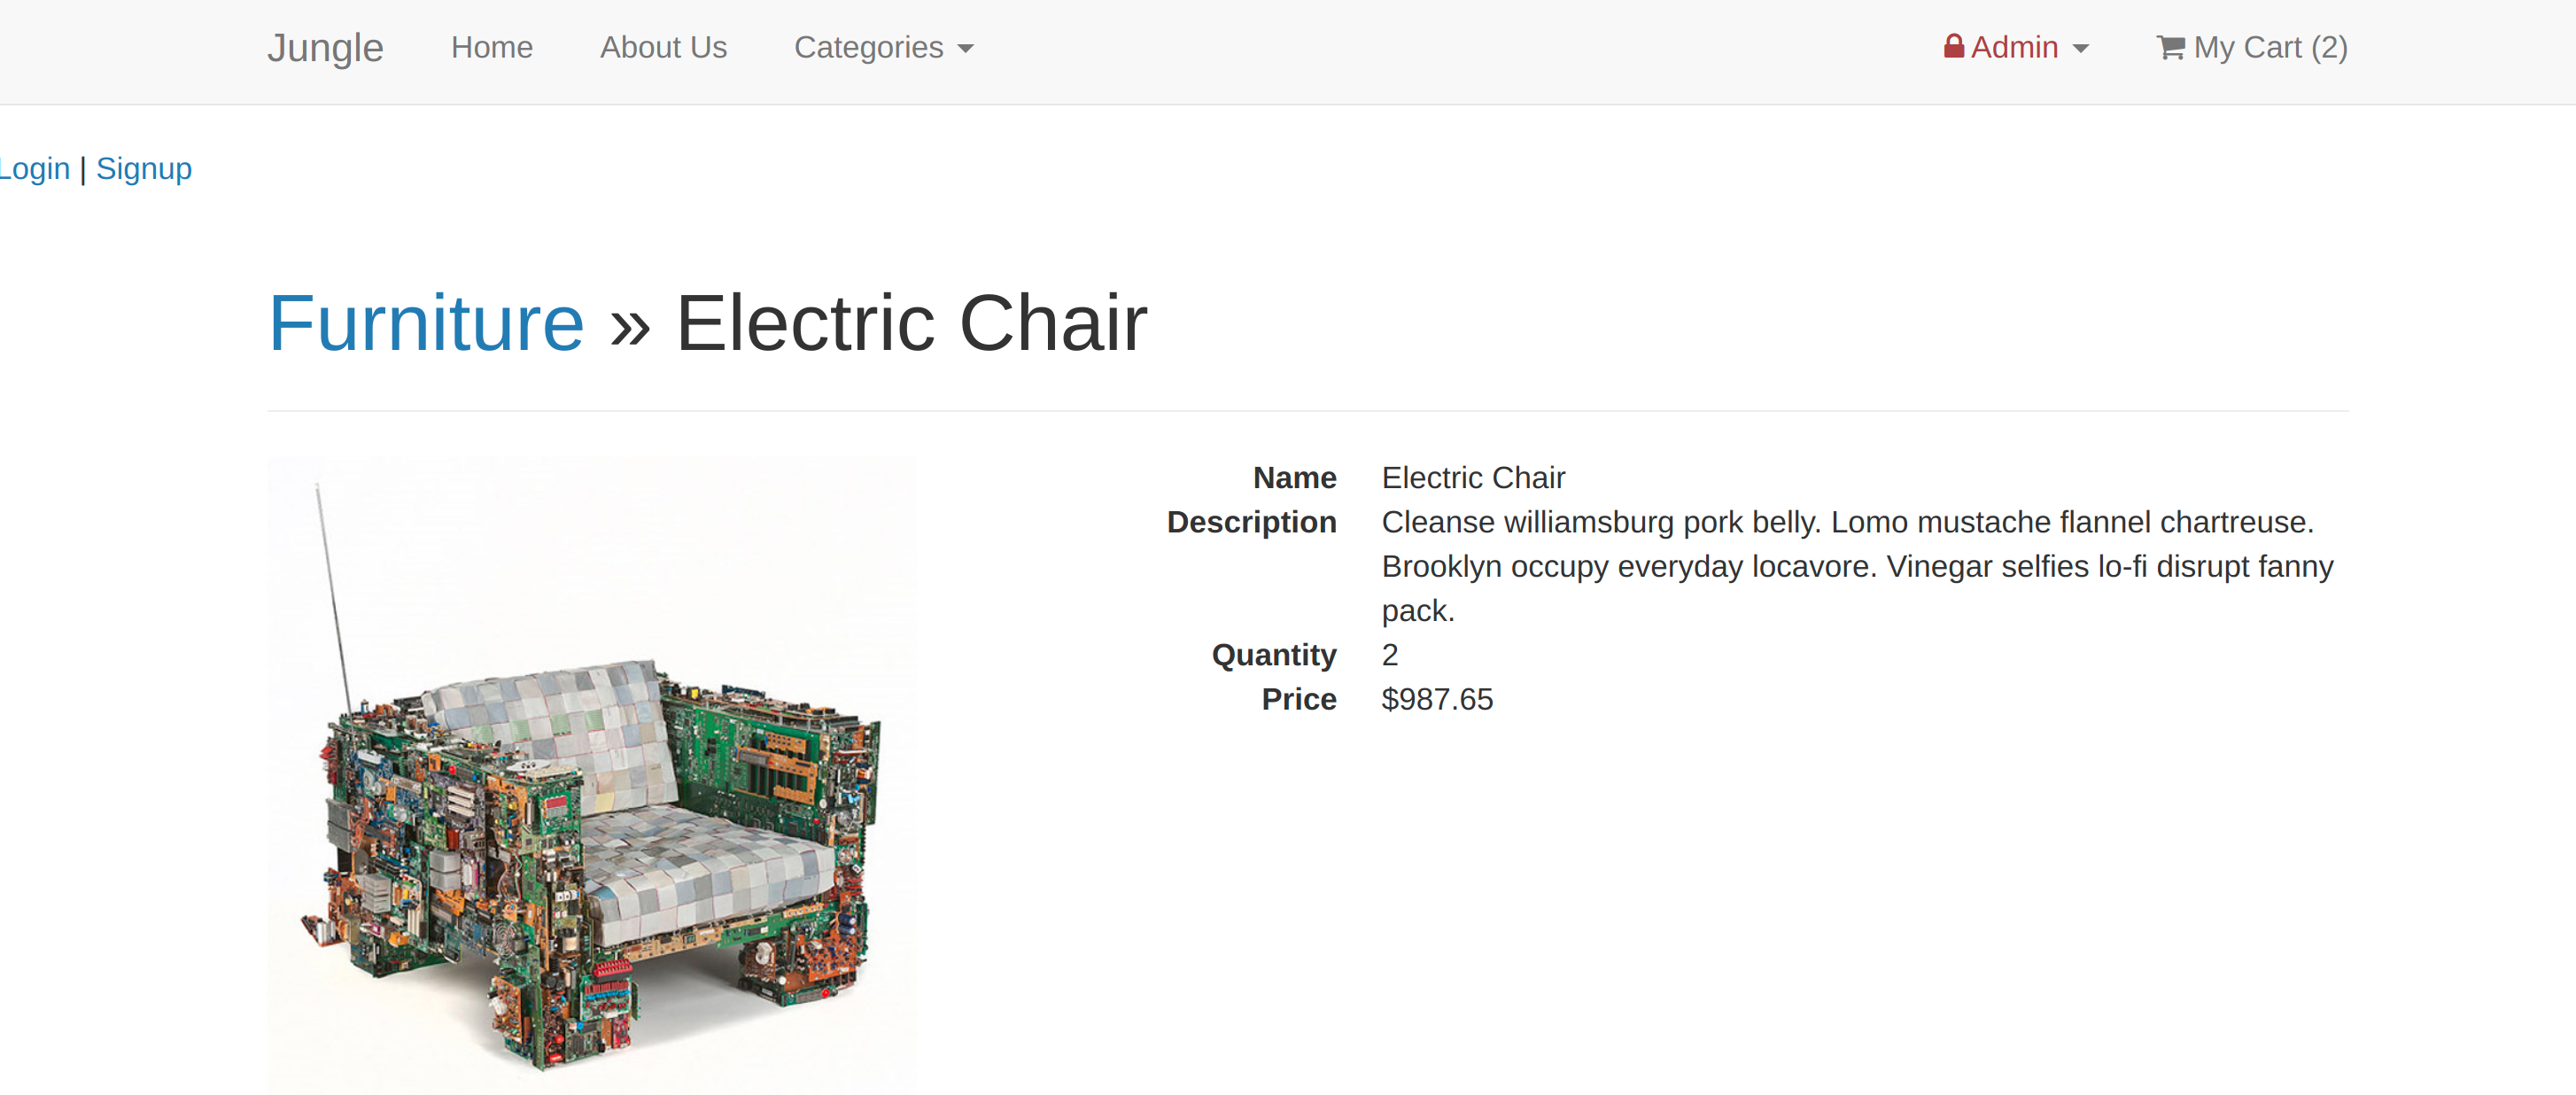 Jungle Home About Us Categories Admin My Cart (2)
Login | Signup
Furniture » Electric Chair
Name Electric Chair
Description Cleanse williamsburg pork belly. Lomo mustache flannel chartreuse.
Brooklyn occupy everyday locavore. Vinegar selfies lo-fi disrupt fanny
pack.
Quantity 2
Price $987.65